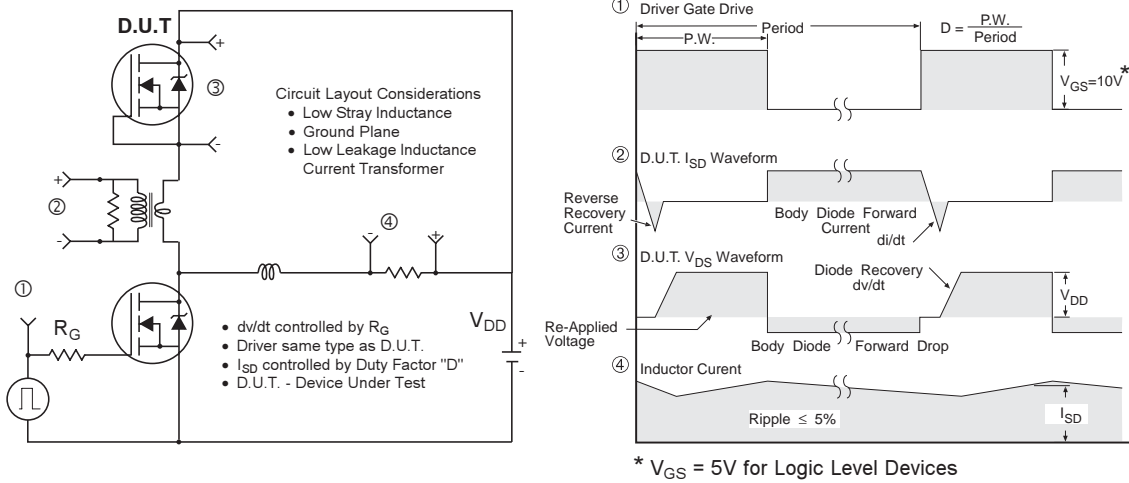 D.U.T
+
③
-
Circuit Layout Considerations
• Low Stray Inductance
• Ground Plane
• Low Leakage Inductance
Current Transformer
+
②
-
④
-
+
①
R_G
V_DD
+
-
• dv/dt controlled by R_G
• Driver same type as D.U.T.
• I_SD controlled by Duty Factor "D"
• D.U.T. - Device Under Test
① Driver Gate Drive
Period
P.W.
D = P.W. / Period
V_GS=10V *
② D.U.T. I_SD Waveform
Reverse
Recovery
Current
Body Diode Forward
Current
di/dt
③ D.U.T. V_DS Waveform
Diode Recovery
dv/dt
V_DD
Re-Applied
Voltage
Body Diode Forward Drop
④ Inductor Curent
Ripple ≤ 5%
I_SD
* V_GS = 5V for Logic Level Devices